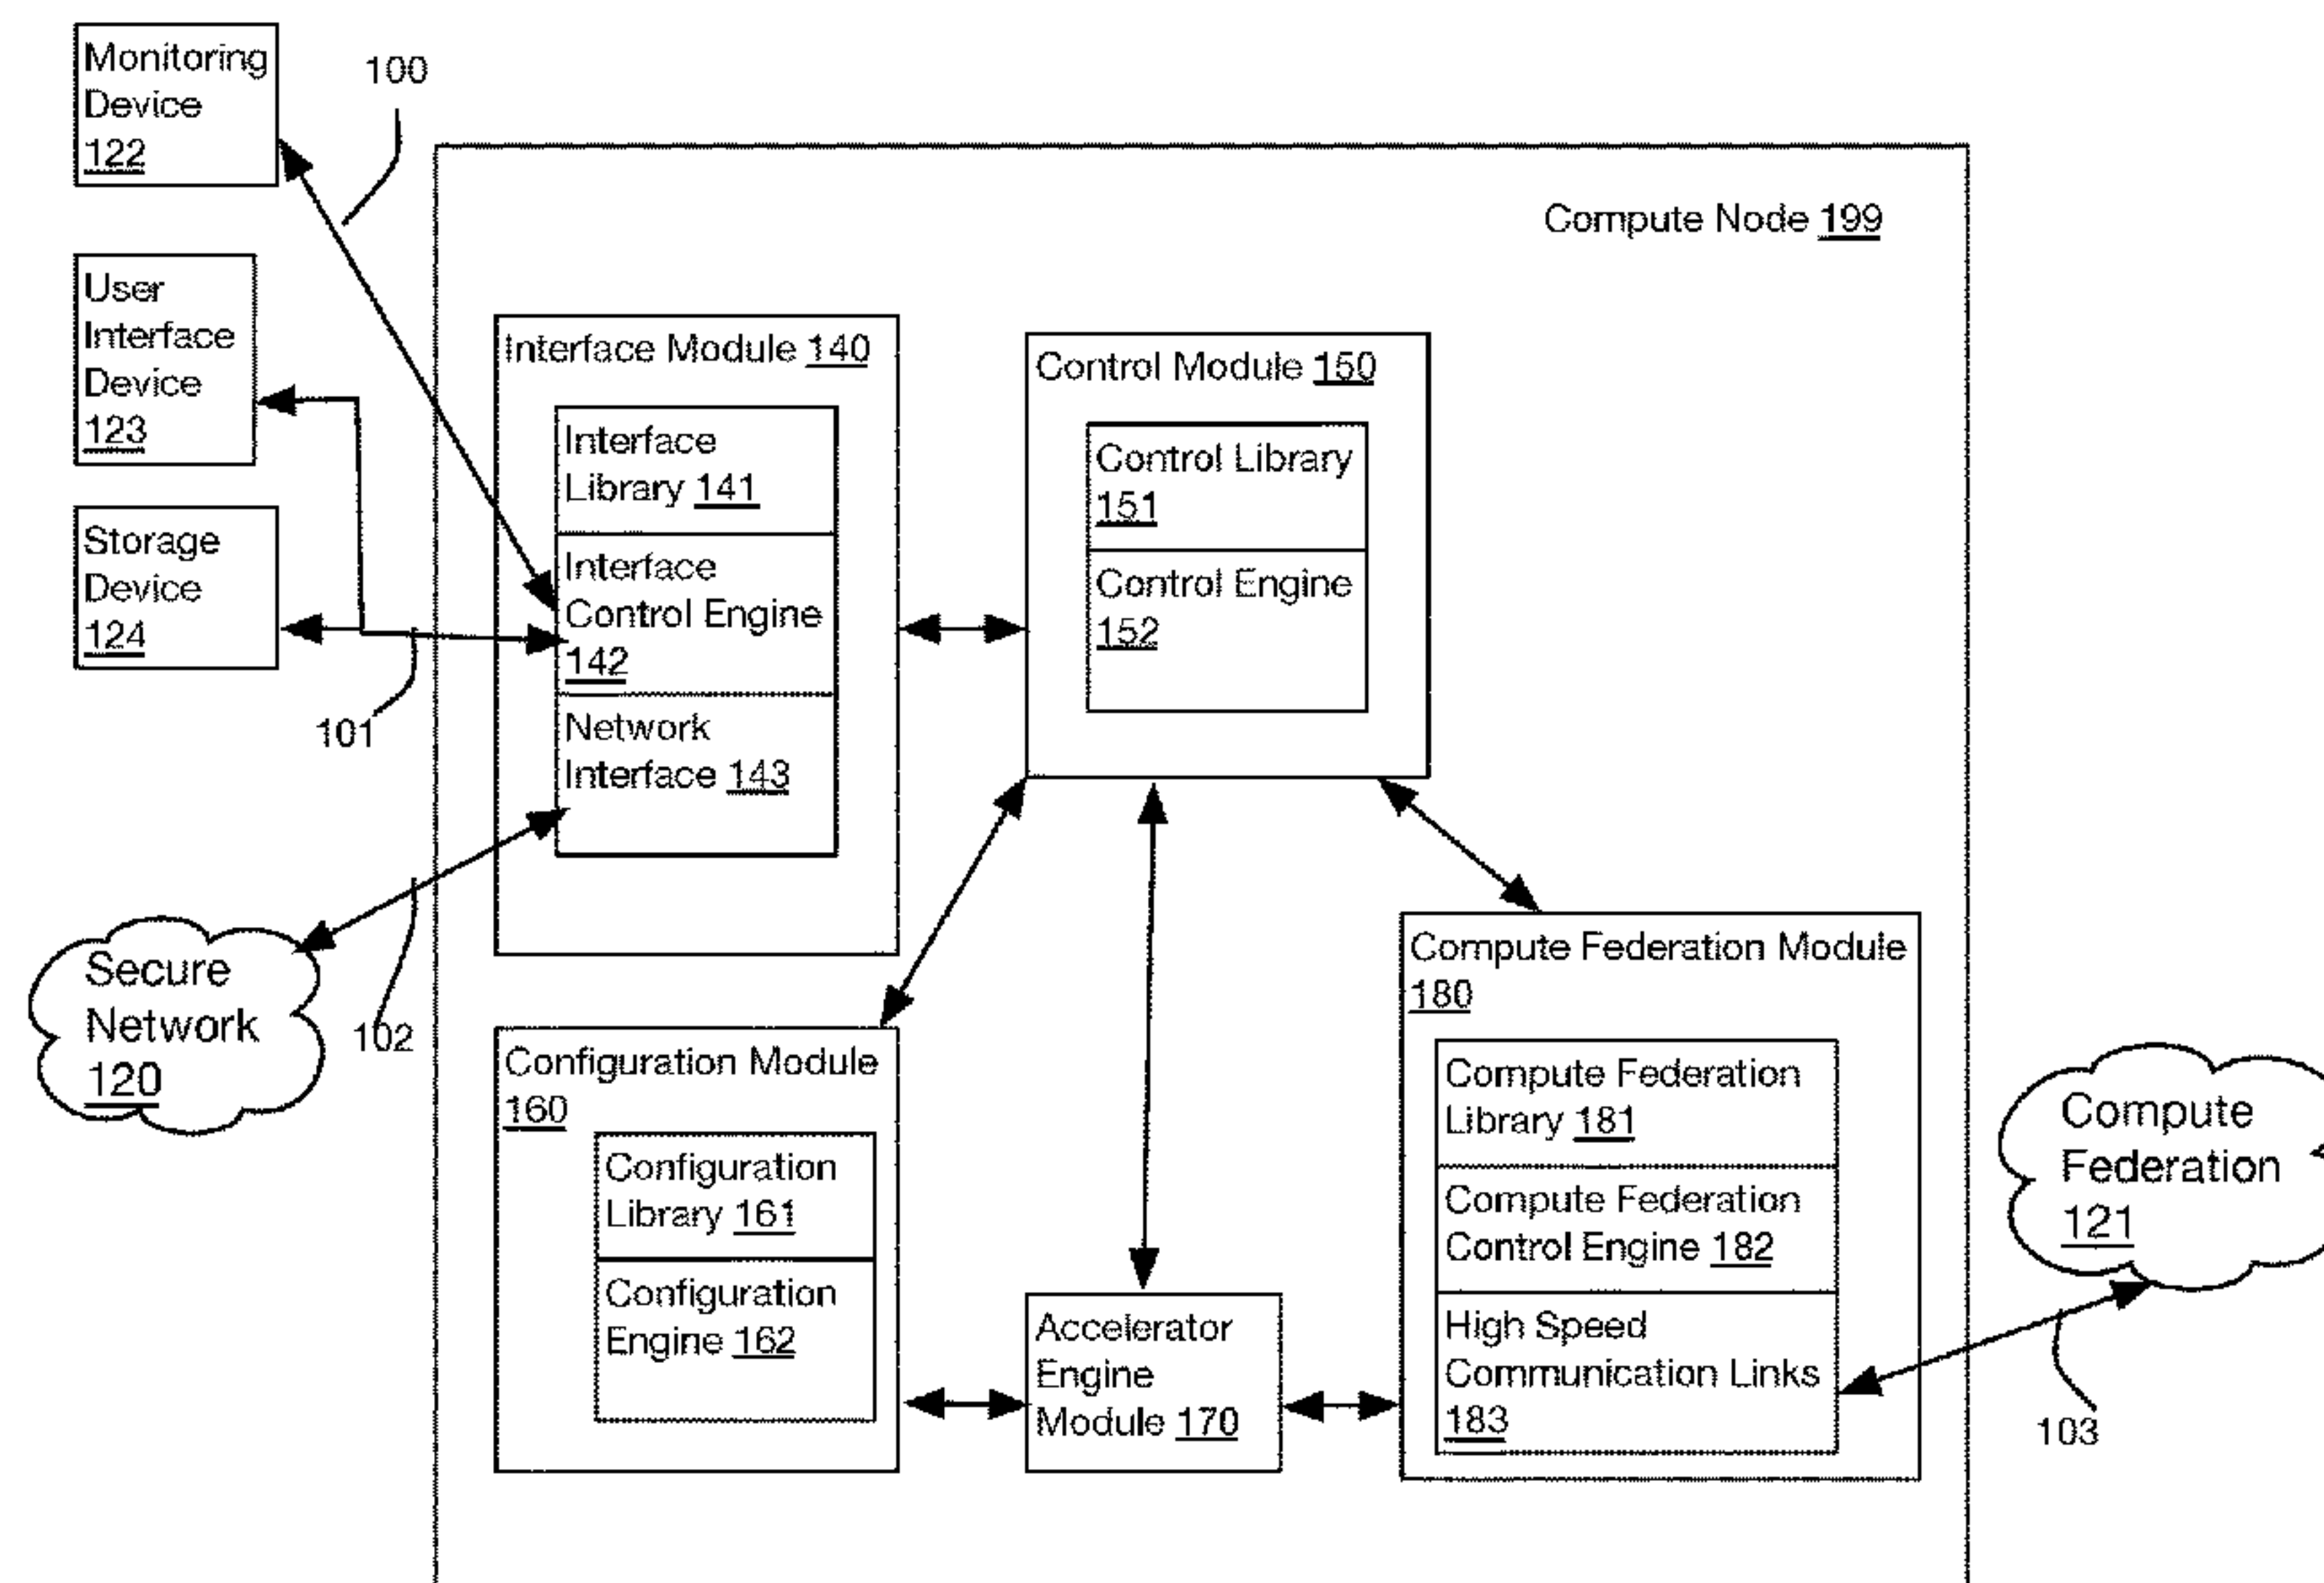 Monitoring
Device
122
100
Compute Node 199
User
Interface
Device
123
Storage
Device
124
101
Interface Module 140
Interface
Library 141
Interface
Control Engine
142
Network
Interface 143
Control Module 150
Control Library
151
Control Engine
152
Secure
Network
120
102
Configuration Module
160
Configuration
Library 161
Configuration
Engine 162
Accelerator
Engine
Module 170
Compute Federation Module
180
Compute Federation
Library 181
Compute Federation
Control Engine 182
High Speed
Communication Links
183
Compute
Federation
121
103